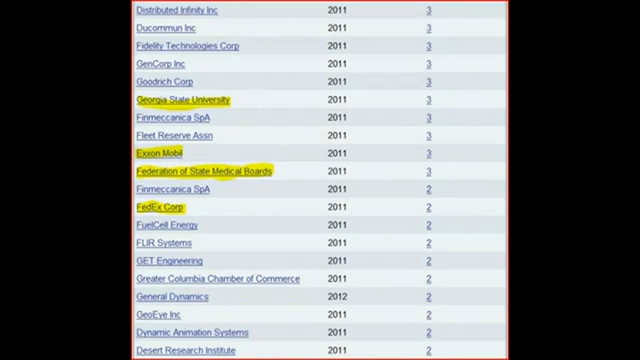 Distributed Infinity Inc 2011 3
Ducommun Inc 2011 3
Fidelity Technologies Corp 2011 3
GenCorp Inc 2011 3
Goodrich Corp 2011 3
Georgia State University 2011 3
Finmeccanica SpA 2011 3
Fleet Reserve Assn 2011 3
Exxon Mobil 2011 3
Federation of State Medical Boards 2011 3
Finmeccanica SpA 2011 2
FedEx Corp 2011 2
FuelCell Energy 2011 2
FLIR Systems 2011 2
GET Engineering 2011 2
Greater Columbia Chamber of Commerce 2011 2
General Dynamics 2012 2
GeoEye Inc 2011 2
Dynamic Animation Systems 2011 2
Desert Research Institute 2011 2